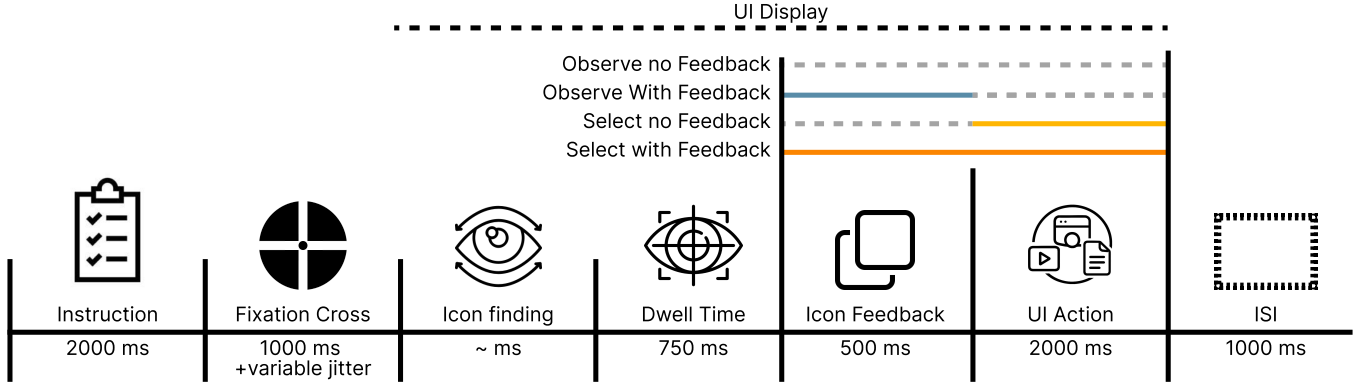 UI Display
Observe no Feedback
Observe With Feedback
Select no Feedback
Select with Feedback
Instruction
Fixation Cross
Icon finding
Dwell Time
Icon Feedback
UI Action
ISI
2000 ms
1000 ms
+variable jitter
~ ms
750 ms
500 ms
2000 ms
1000 ms